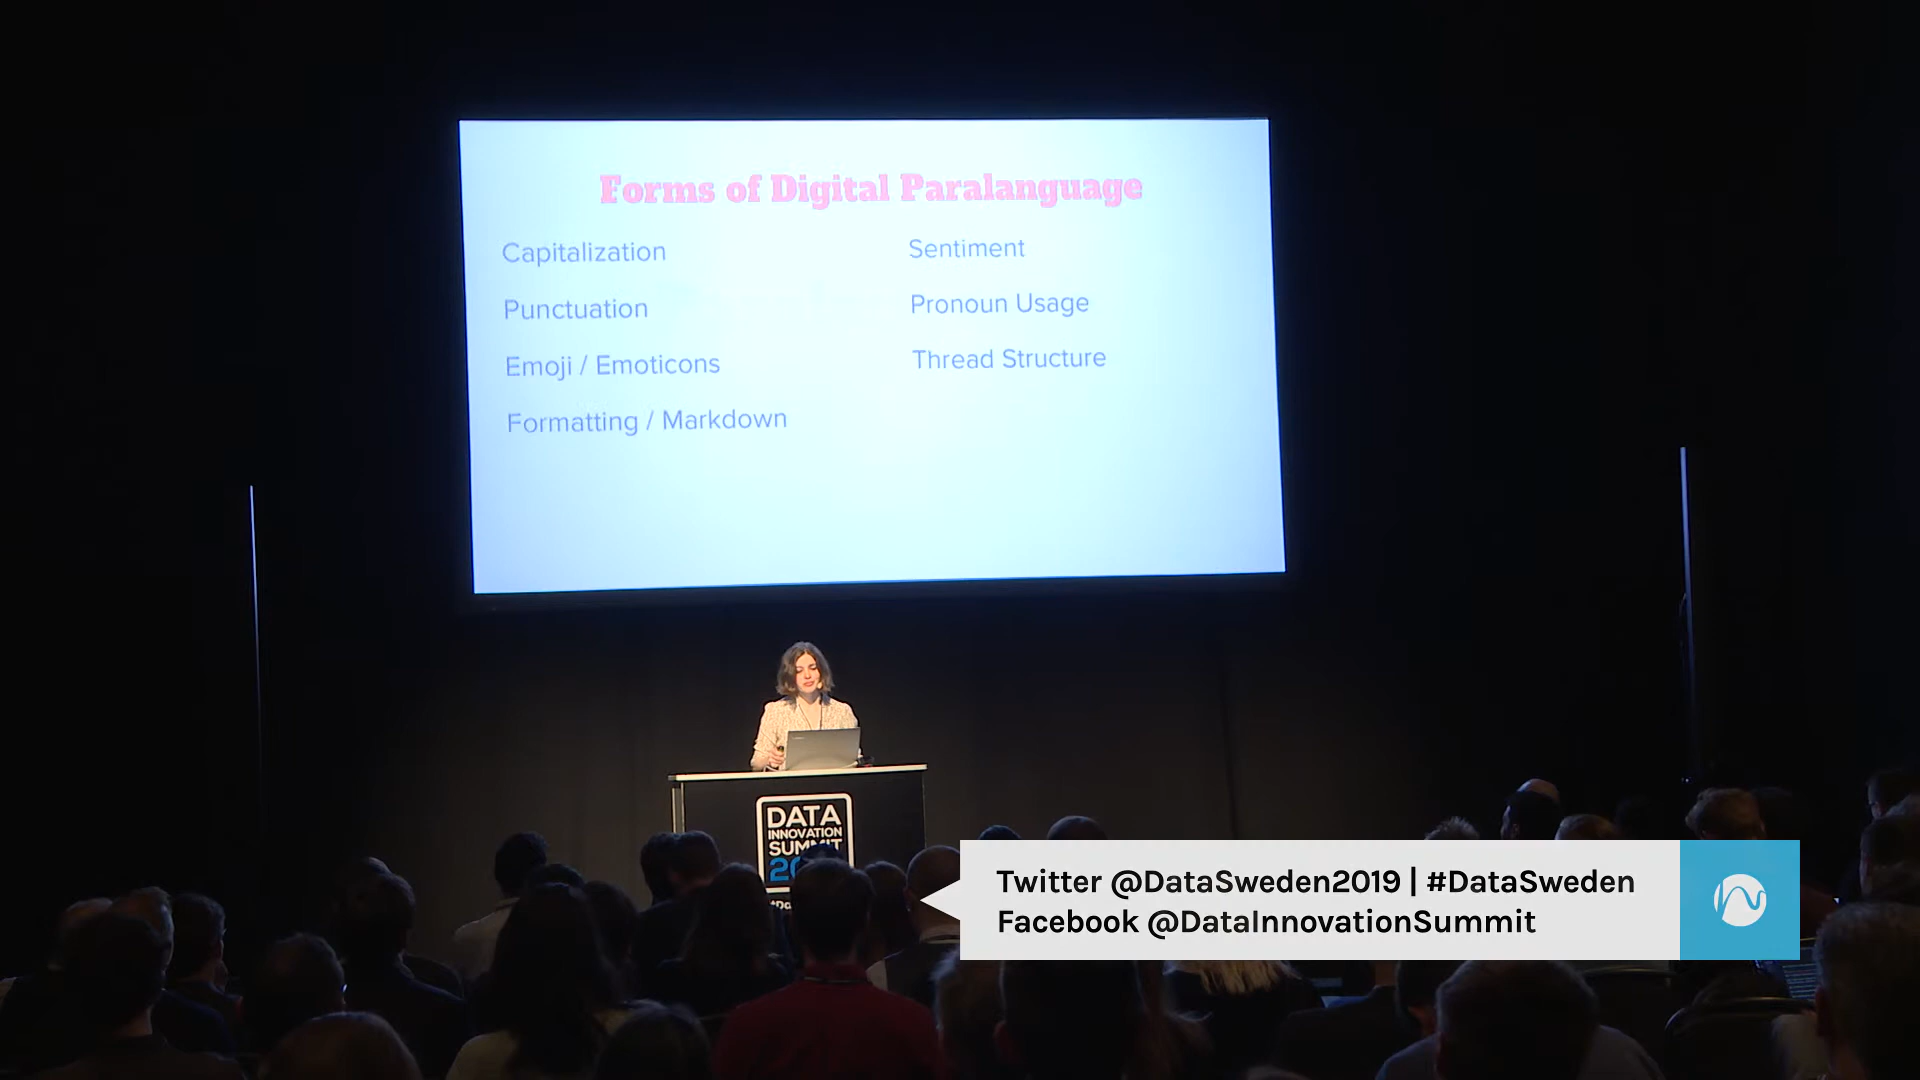 Forms of Digital Paralanguage
Capitalization
Punctuation
Emoji / Emoticons
Formatting / Markdown
Sentiment
Pronoun Usage
Thread Structure
DATA
INNOVATION
SUMMIT
Twitter @DataSweden2019 | #DataSweden
Facebook @DataInnovationSummit